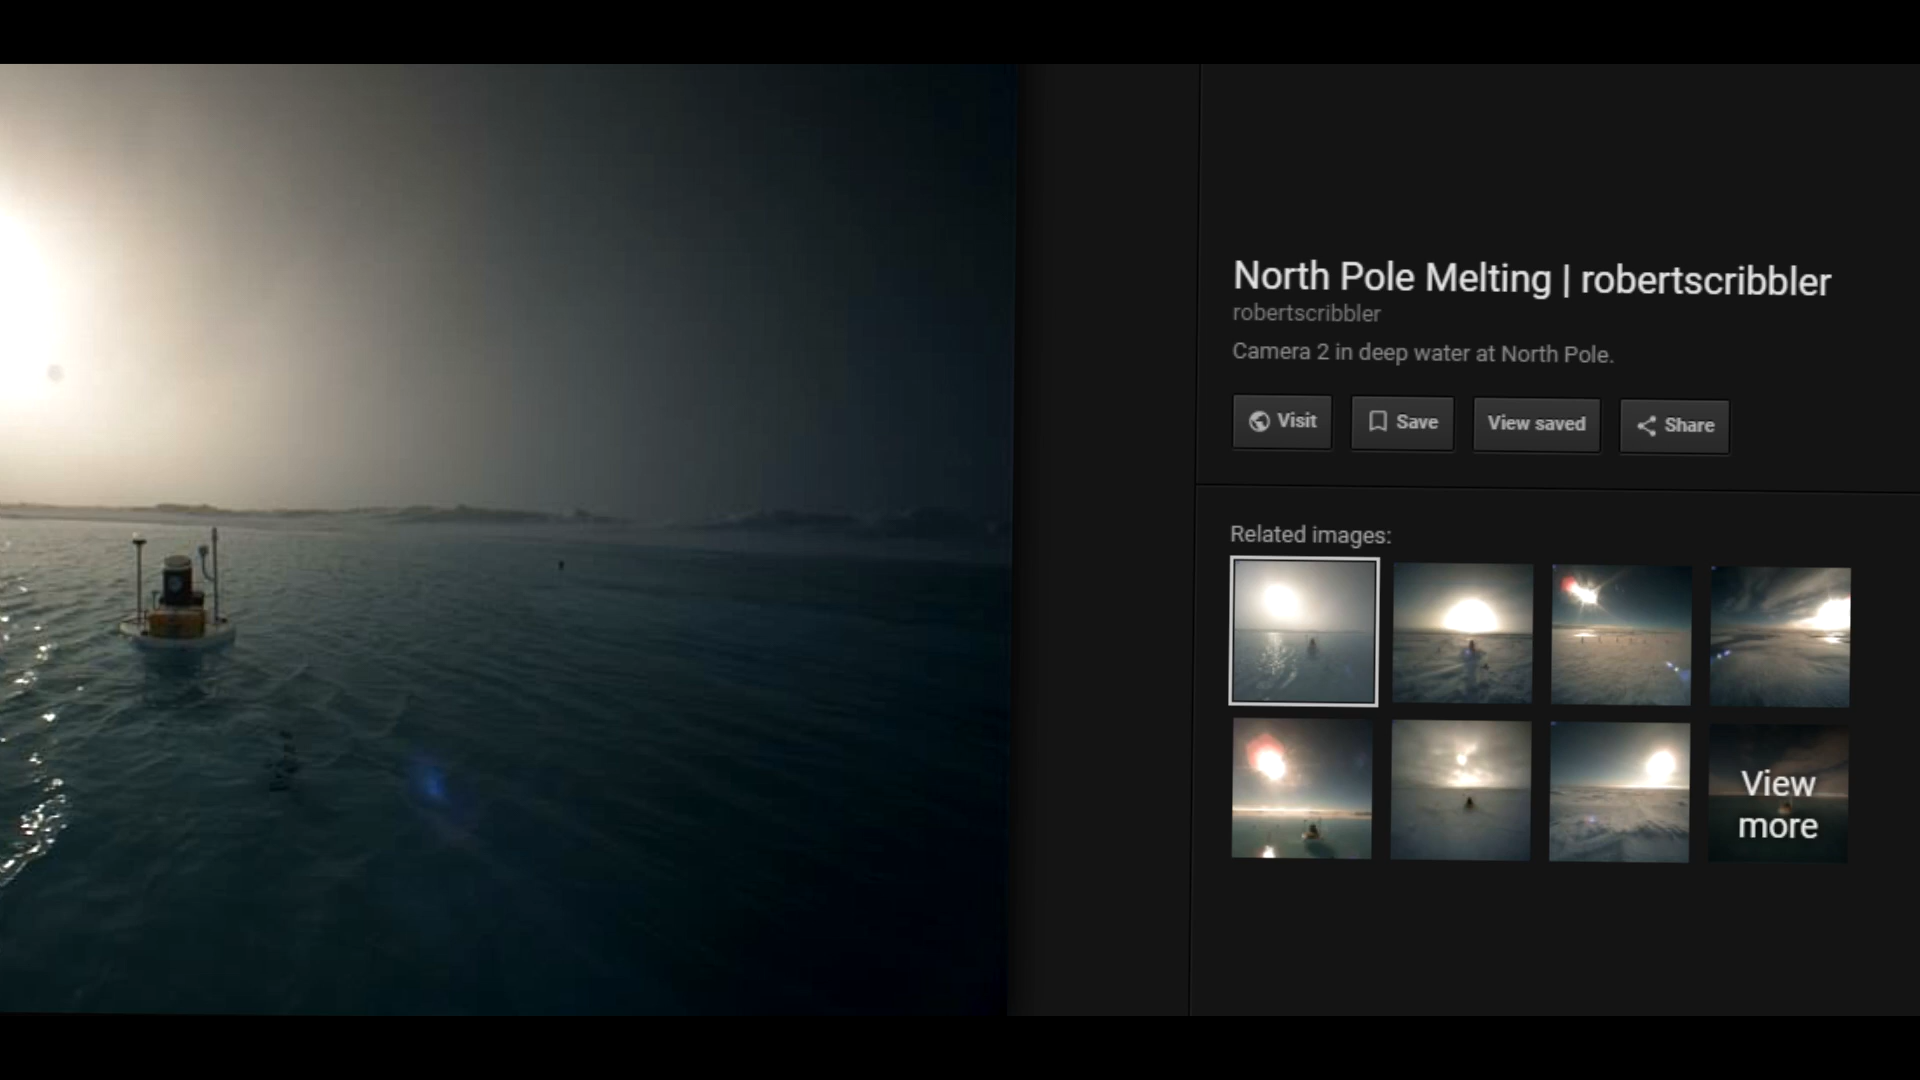 North Pole Melting | robertscribbler
robertscribbler
Camera 2 in deep water at North Pole.
Visit
Save
View saved
Share
Related images:
View
more